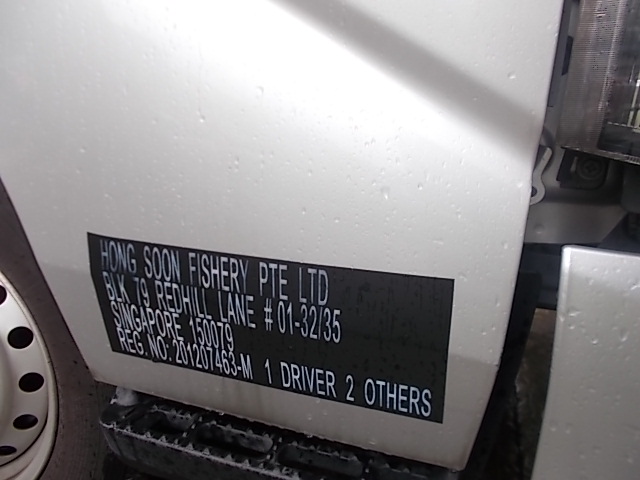 HONG SOON FISHERY PTE LTD
BLK 79 REDHILL LANE # 01-32/35
SINGAPORE 150079
REG. NO. 201207463-M 1 DRIVER 2 OTHERS